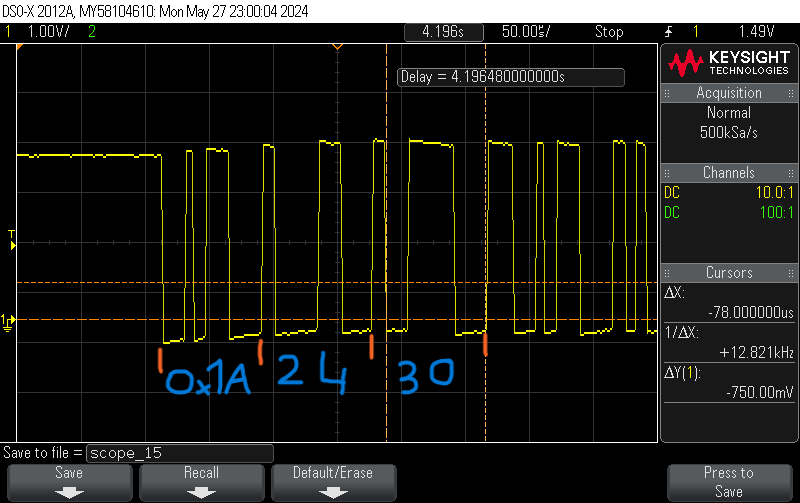 DSO-X 2012A, MY58104610: Mon May 27 23:00:04 2024
1 1.00V/ 2 4.196s 50.00ms/ Stop 1 1.49V
Delay = 4.196480000000s
KEYSIGHT
TECHNOLOGIES
Acquisition
Normal
500kSa/s
Channels
DC 10.0:1
DC 100:1
Cursors
ΔX:
-78.000000us
1/ΔX:
+12.821kHz
ΔY(1):
-750.00mV
T
1
0x1A 24 30
Save to file = scope_15
Save Recall Default/Erase Press to
Save